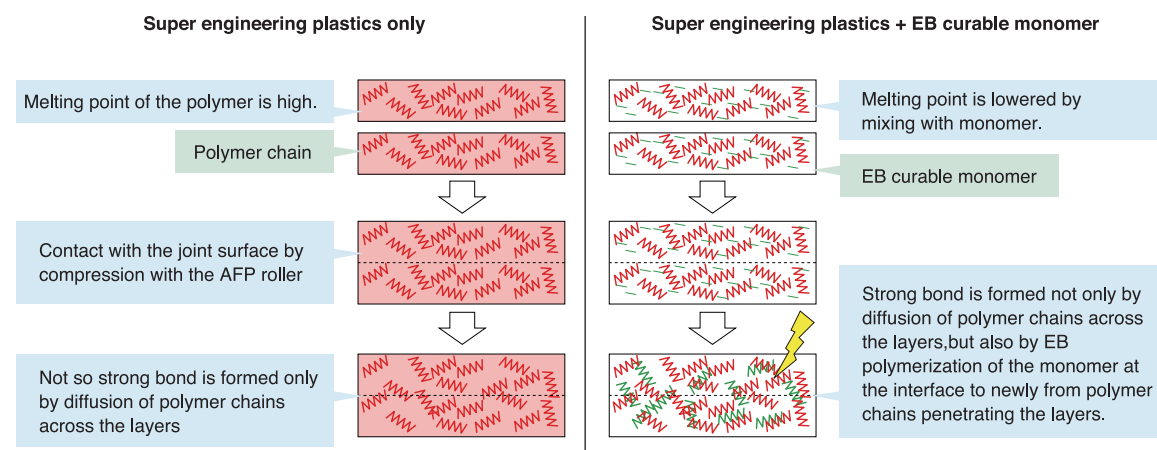 Super engineering plastics only
Melting point of the polymer is high.
Polymer chain
Contact with the joint surface by
compression with the AFP roller
Not so strong bond is formed only
by diffusion of polymer chains
across the layers
Super engineering plastics + EB curable monomer
Melting point is lowered by
mixing with monomer.
EB curable monomer
Strong bond is formed not only by
diffusion of polymer chains across
the layers,but also by EB
polymerization of the monomer at
the interface to newly from polymer
chains penetrating the layers.